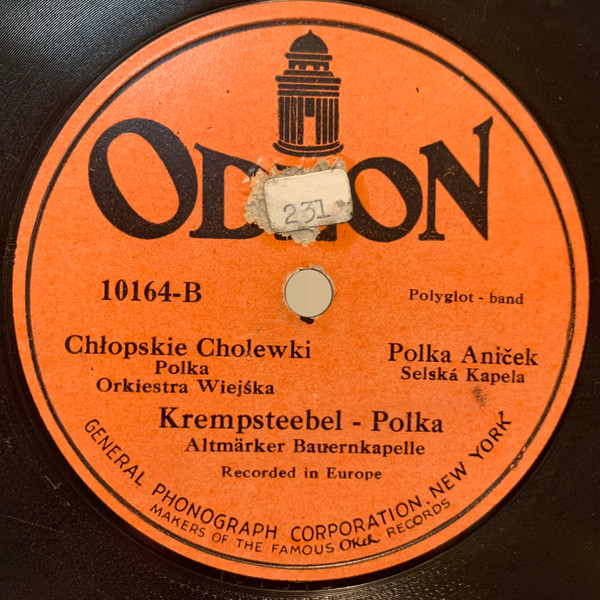 ODEON
231
10164-B
Polyglot - band
Chłopskie Cholewki
Polka
Orkiestra Wiejśka
Polka Aniček
Selská Kapela
Krempsteebel - Polka
Altmärker Bauernkapelle
Recorded in Europe
GENERAL PHONOGRAPH CORPORATION. NEW YORK
MAKERS OF THE FAMOUS OKeh RECORDS